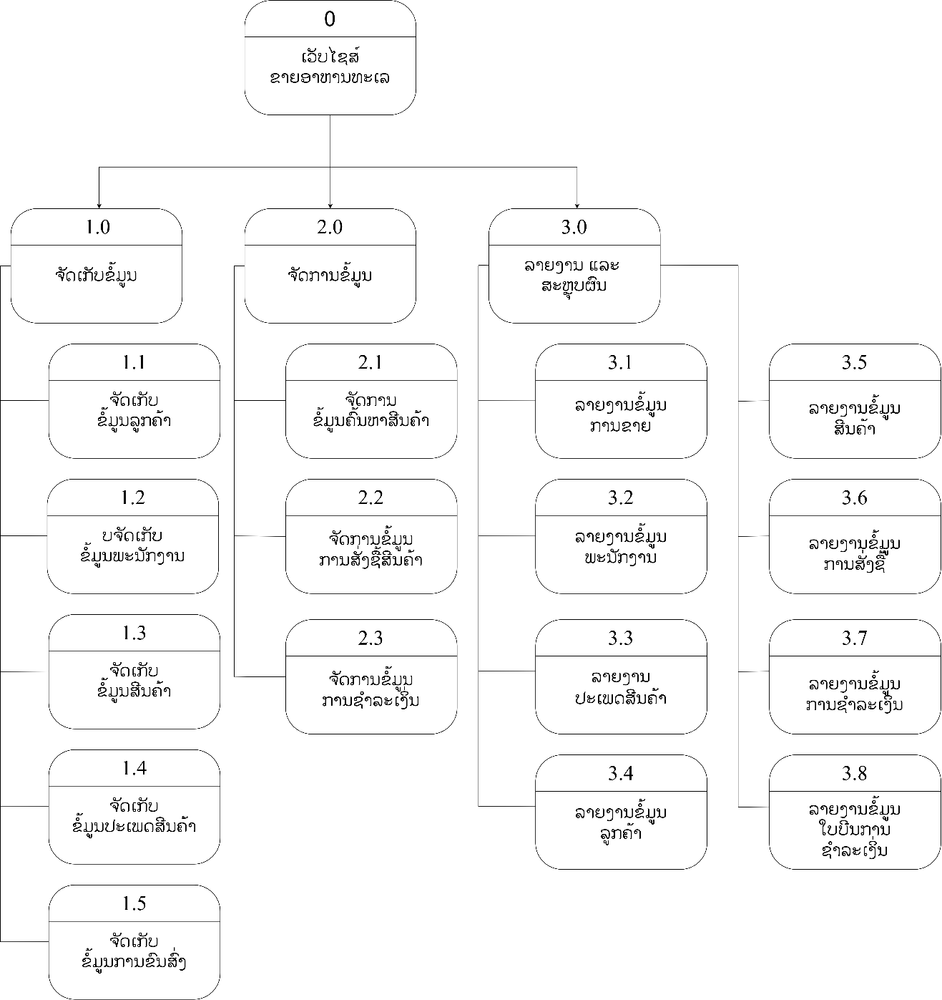 0
ເວັບໄຊສ໌
ຂາຍອາຫານທະເລ
1.0
ຈັດເກັບຂໍ້ມູນ
2.0
ຈັດການຂໍ້ມູນ
3.0
ລາຍງານ ແລະ
ສະຫຼຸບຜົນ
1.1
ຈັດເກັບ
ຂໍ້ມູນລູກຄ້າ
1.2
ບຈັດເກັບ
ຂໍ້ມູນພະນັກງານ
1.3
ຈັດເກັບ
ຂໍ້ມູນສິນຄ້າ
1.4
ຈັດເກັບ
ຂໍ້ມູນປະເພດສິນຄ້າ
1.5
ຈັດເກັບ
ຂໍ້ມູນການຂົນສົ່ງ
2.1
ຈັດການ
ຂໍ້ມູນຄົ້ນຫາສິນຄ້າ
2.2
ຈັດການຂໍ້ມູນ
ການສັ່ງຊື້ສິນຄ້າ
2.3
ຈັດການຂໍ້ມູນ
ການຊຳລະເງິ່ນ
3.1
ລາຍງານຂໍ້ມູນ
ການຂາຍ
3.2
ລາຍງານຂໍ້ມູນ
ພະນັກງານ
3.3
ລາຍງານ
ປະເພດສິນຄ້າ
3.4
ລາຍງານຂໍ້ມູນ
ລູກຄ້າ
3.5
ລາຍງານຂໍ້ມູນ
ສິນຄ້າ
3.6
ລາຍງານຂໍ້ມູນ
ການສັ່ງຊື້
3.7
ລາຍງານຂໍ້ມູນ
ການຊຳລະເງິນ
3.8
ລາຍງານຂໍ້ມູນ
ໃບບິນການ
ຊຳລະເງິ່ນ